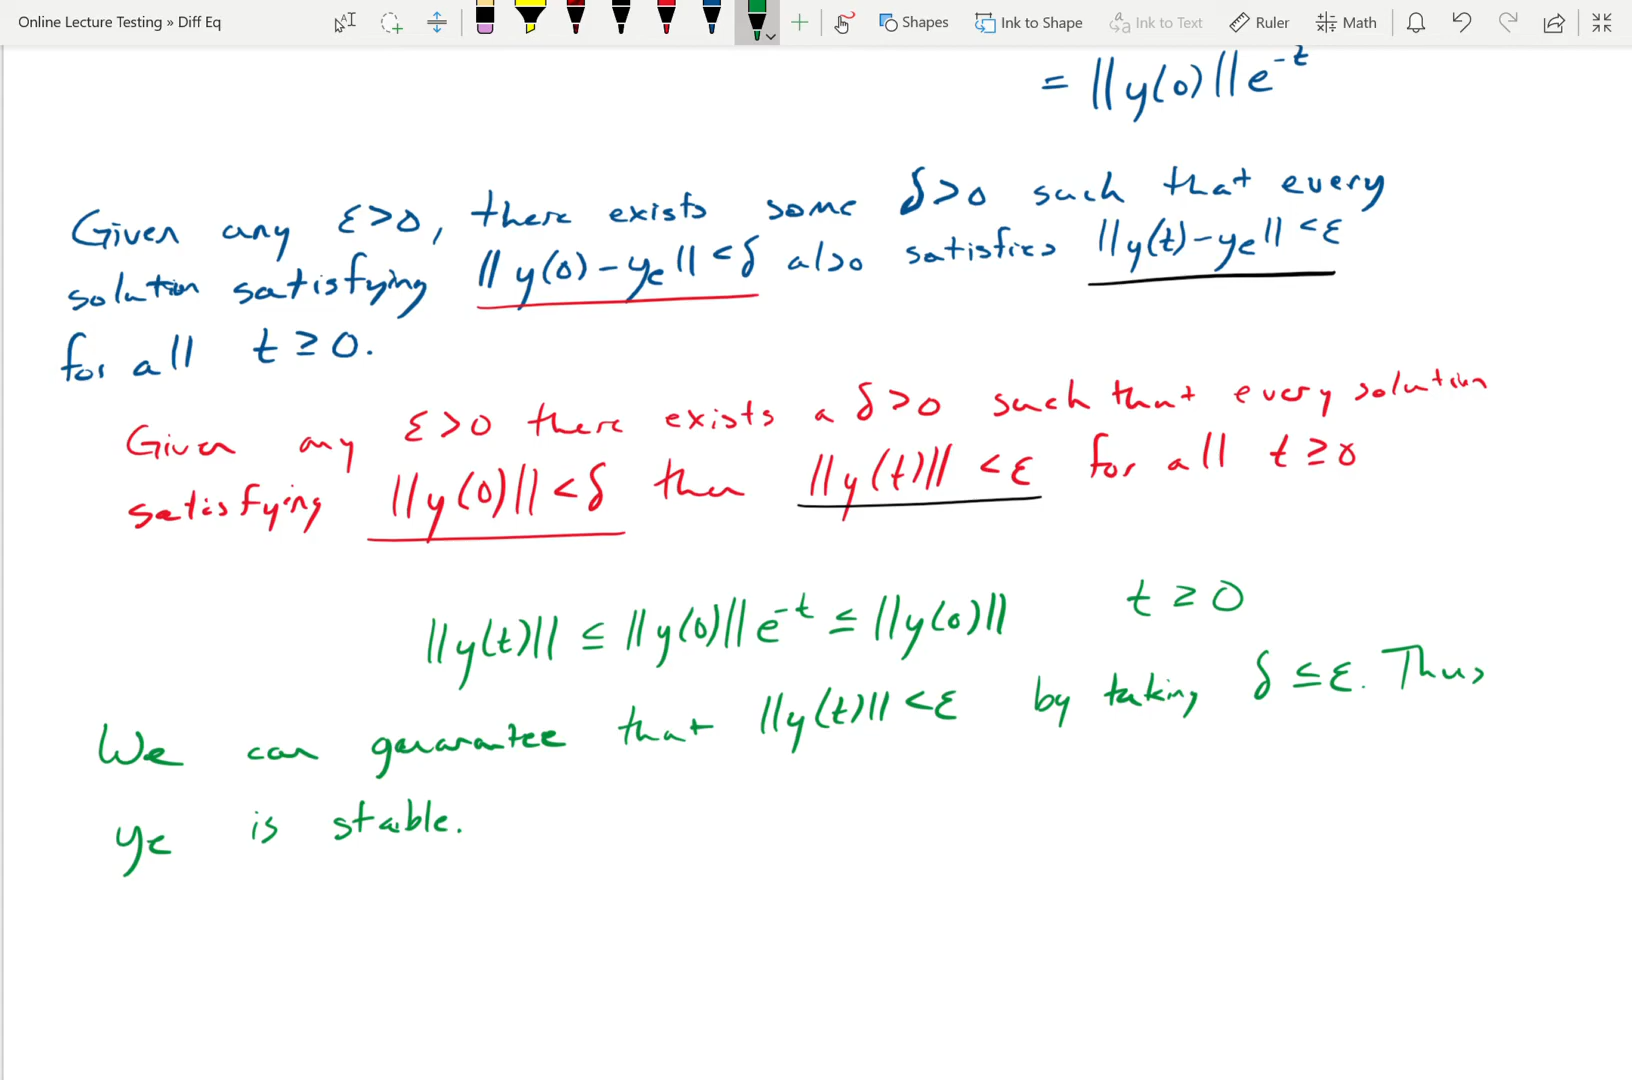 Online Lecture Testing » Diff Eq Shapes Ink to Shape Ink to Text Ruler Math
= ||y(0)||e^{-t}
Given any ε>0, there exists some δ>0 such that every
solution satisfying ||y(0)-y_e||<δ also satisfies ||y(t)-y_e||<ε
for all t≥0.
Given any ε>0 there exists a δ>0 such that every solution
satisfying ||y(0)||<δ then ||y(t)||<ε for all t≥0
||y(t)|| ≤ ||y(0)||e^{-t} ≤ ||y(0)|| t≥0
We can guarantee that ||y(t)||<ε by taking δ≤ε. Thus
y_e is stable.